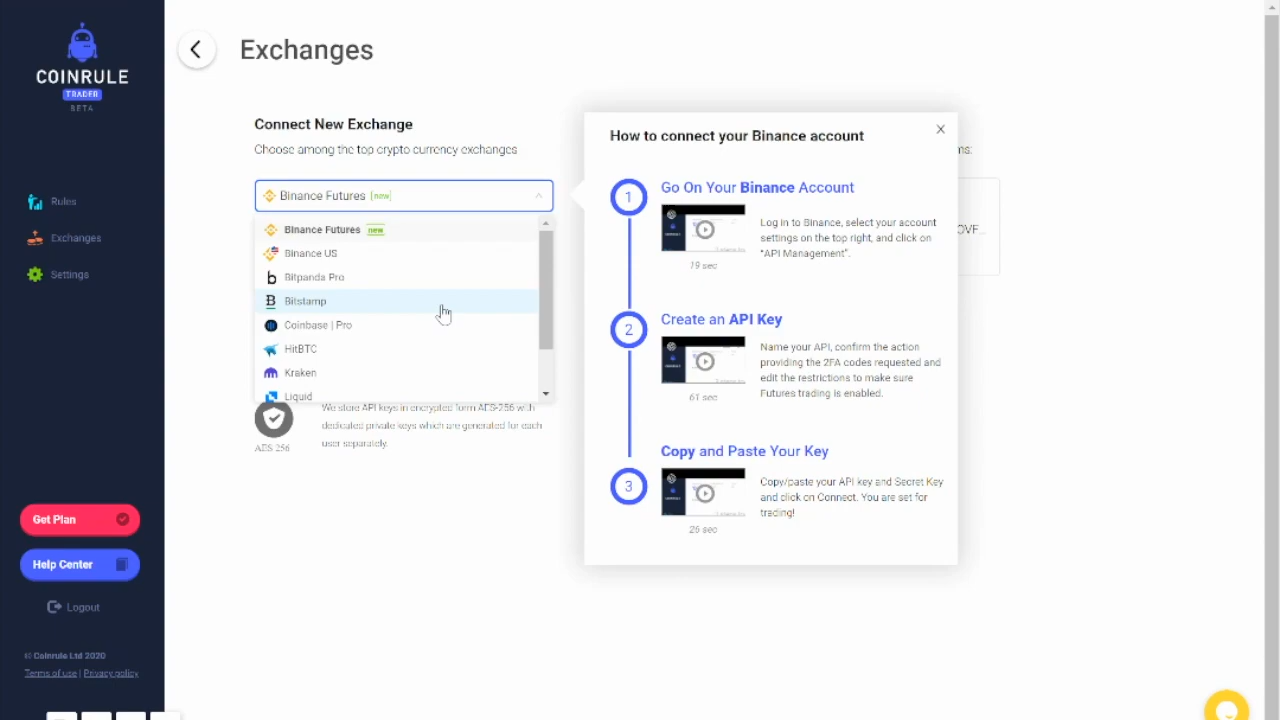 COINRULE
TRADER
BETA
Rules
Exchanges
Settings
Get Plan
Help Center
Logout
© Coinrule Ltd 2020
Terms of use | Privacy policy
Exchanges
Connect New Exchange
Choose among the top crypto currency exchanges
Binance Futures [new]
Binance Futures new
Binance US
Bitpanda Pro
Bitstamp
Coinbase | Pro
HitBTC
Kraken
Liquid
AES 256
We store API keys in encrypted form AES-256 with
dedicated private keys which are generated for each
user separately.
How to connect your Binance account
1
Go On Your Binance Account
Log in to Binance, select your account
settings on the top right, and click on
“API Management”.
19 sec
2
Create an API Key
Name your API, confirm the action
providing the 2FA codes requested and
edit the restrictions to make sure
Futures trading is enabled.
61 sec
3
Copy and Paste Your Key
Copy/paste your API key and Secret Key
and click on Connect. You are set for
trading!
26 sec
ms:
OVF...